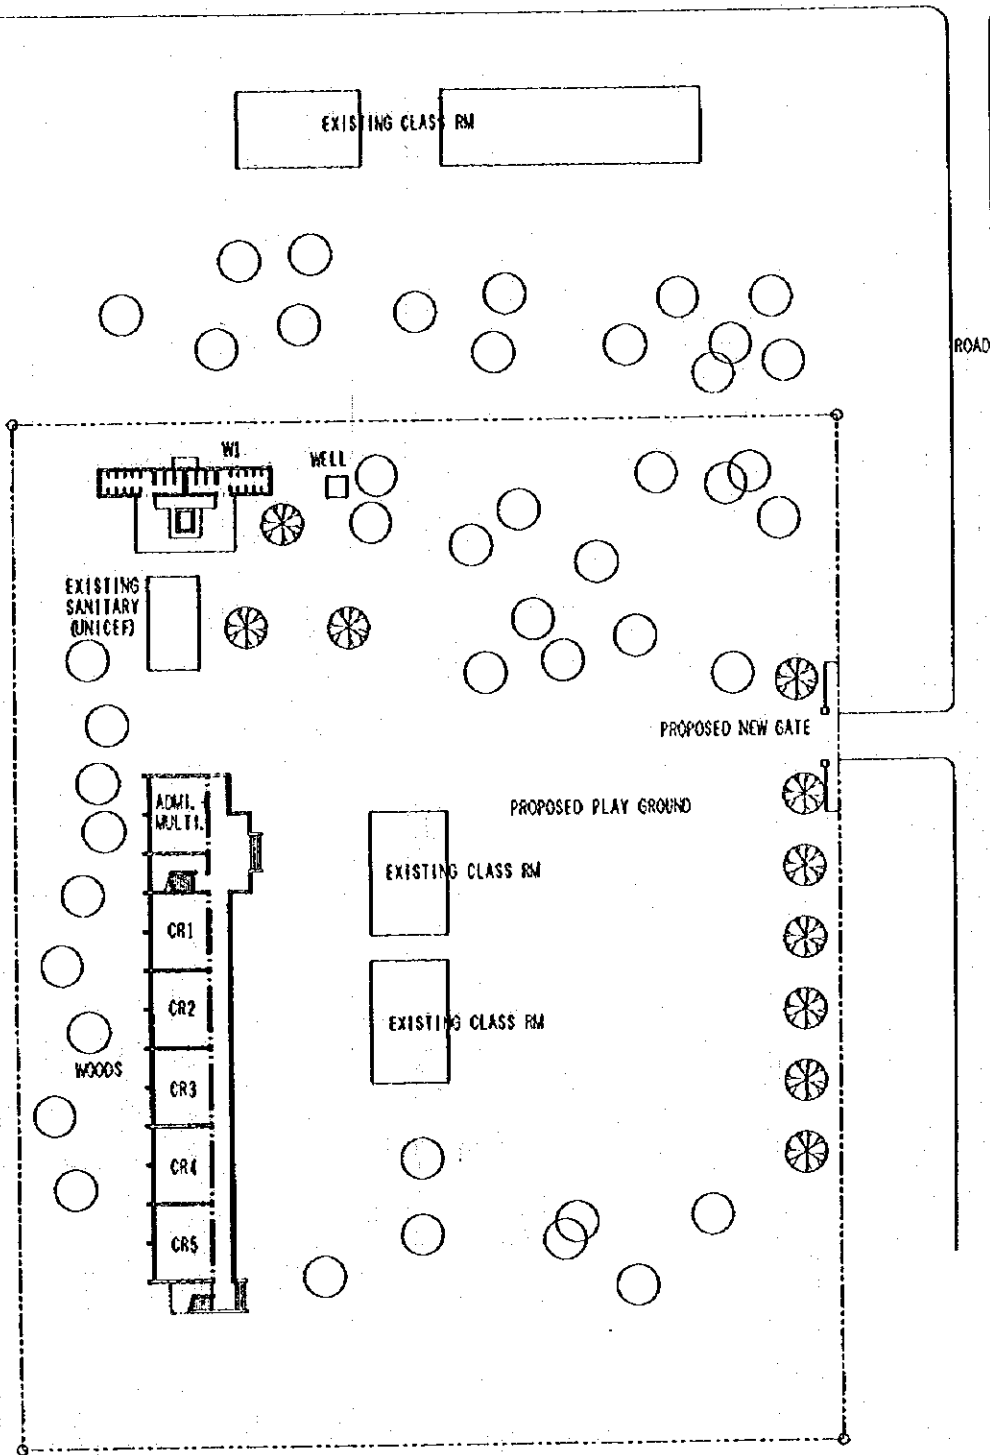 EXISTING CLASS RM
ROAD
W1
WELL
EXISTING
SANITARY
(UNICEF)
PROPOSED NEW GATE
PROPOSED PLAY GROUND
ADMI.
MULTI.
EXISTING CLASS RM
CR1
CR2
EXISTING CLASS RM
WOODS
CR3
CR4
CR5